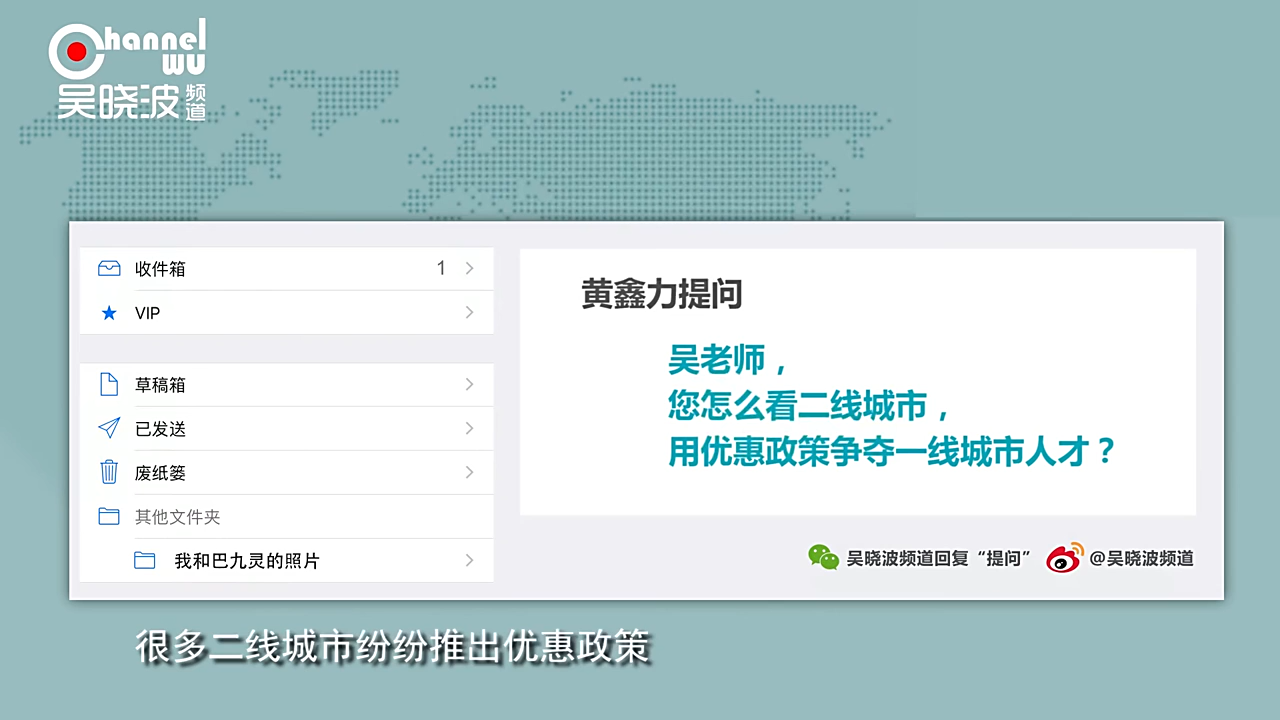 Channel
wu
吴晓波频道
收件箱 1
VIP
草稿箱
已发送
废纸篓
其他文件夹
我和巴九灵的照片
黄鑫力提问
吴老师，
您怎么看二线城市，
用优惠政策争夺一线城市人才？
吴晓波频道回复“提问” @吴晓波频道
很多二线城市纷纷推出优惠政策